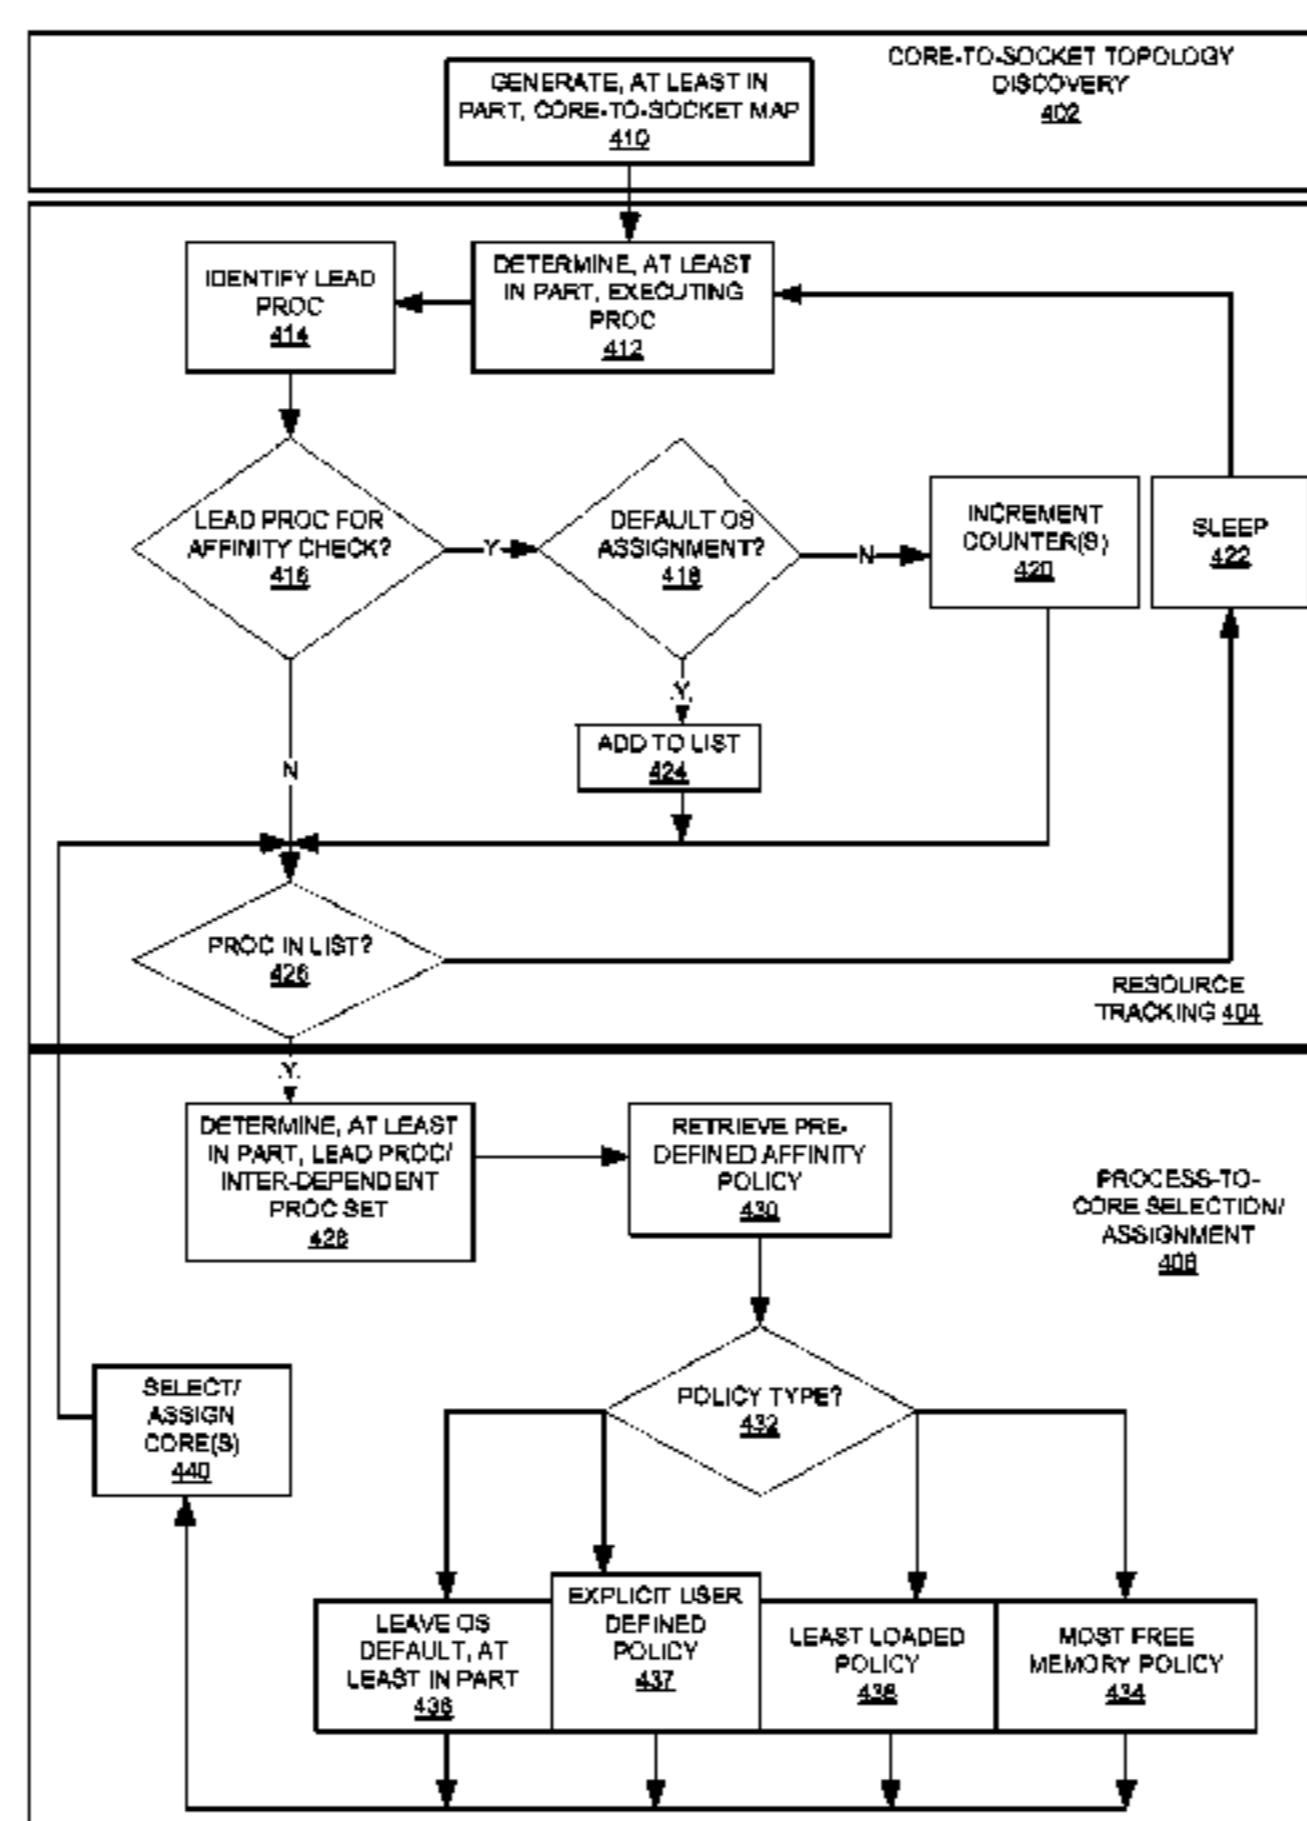 CORE-TO-SOCKET TOPOLOGY
DISCOVERY
402
GENERATE, AT LEAST IN
PART, CORE-TO-SOCKET MAP
410
IDENTIFY LEAD
PROC
414
DETERMINE, AT LEAST
IN PART, EXECUTING
PROC
412
LEAD PROC FOR
AFFINITY CHECK?
416
Y
DEFAULT OS
ASSIGNMENT?
418
N
INCREMENT
COUNTER(S)
420
SLEEP
422
Y
ADD TO LIST
424
N
PROC IN LIST?
426
RESOURCE
TRACKING 404
Y
DETERMINE, AT LEAST
IN PART, LEAD PROC/
INTER-DEPENDENT
PROC SET
428
RETRIEVE PRE-
DEFINED AFFINITY
POLICY
430
PROCESS-TO-
CORE SELECTION/
ASSIGNMENT
POLICY TYPE?
432
SELECT/
ASSIGN
CORE(S)
440
LEAVE OS
DEFAULT, AT
LEAST IN PART
436
EXPLICIT USER
DEFINED
POLICY
437
LEAST LOADED
POLICY
438
MOST FREE
MEMORY POLICY
434